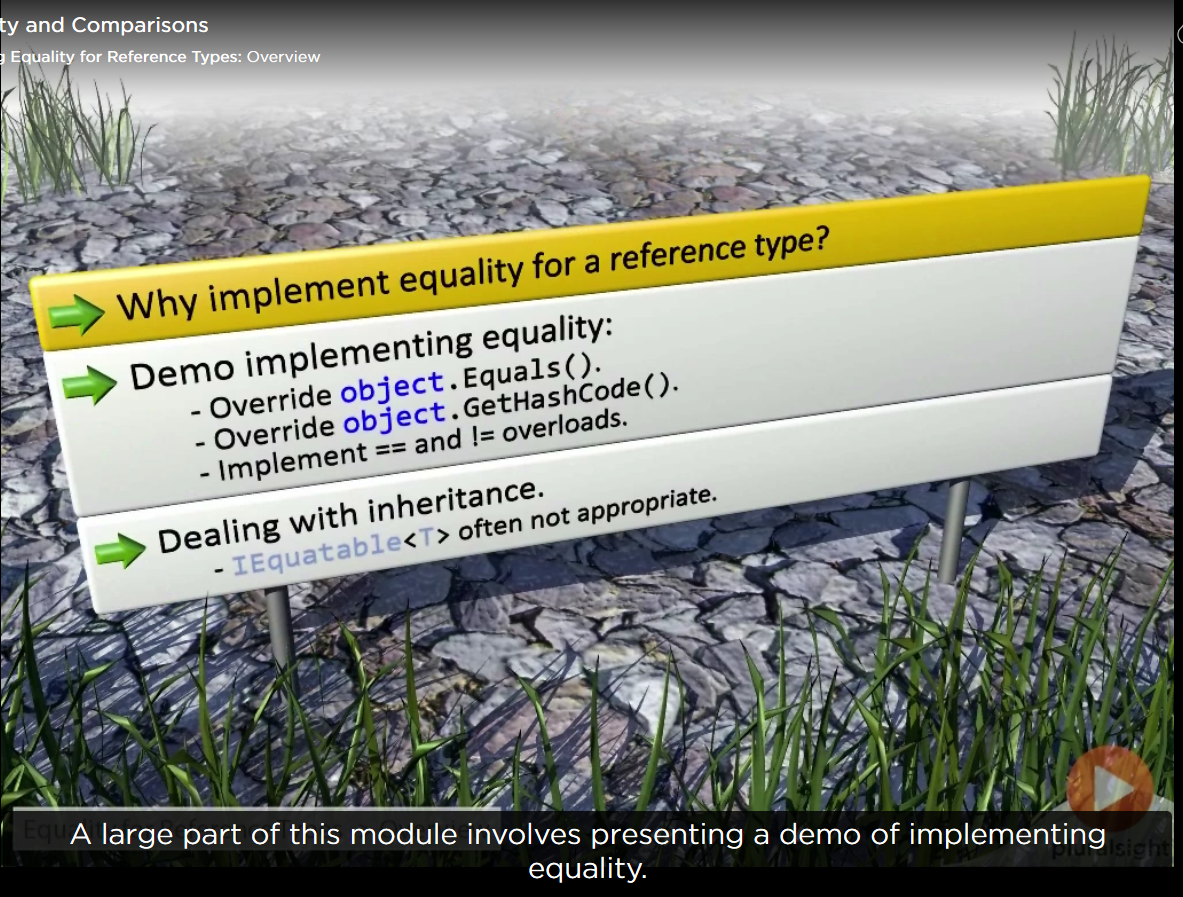 ty and Comparisons
g Equality for Reference Types: Overview
Why implement equality for a reference type?
Demo implementing equality:
- Override object.Equals().
- Override object.GetHashCode().
- Implement == and != overloads.
Dealing with inheritance.
- IEquatable<T> often not appropriate.
A large part of this module involves presenting a demo of implementing
equality.
pluralsight